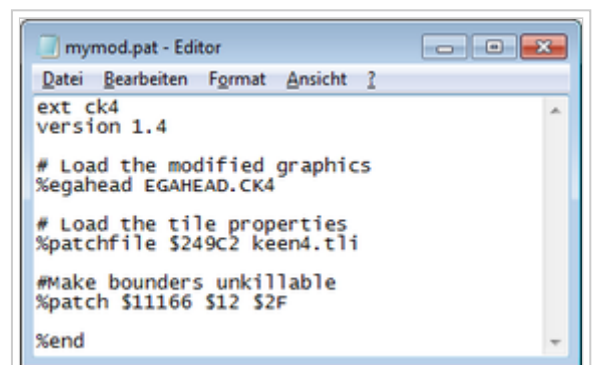 mymod.pat - Editor
Datei Bearbeiten Format Ansicht ?
ext ck4
version 1.4
# Load the modified graphics
%egahead EGAHEAD.CK4
# Load the tile properties
%patchfile $249C2 keen4.tli
#Make bounders unkillable
%patch $11166 $12 $2F
%end